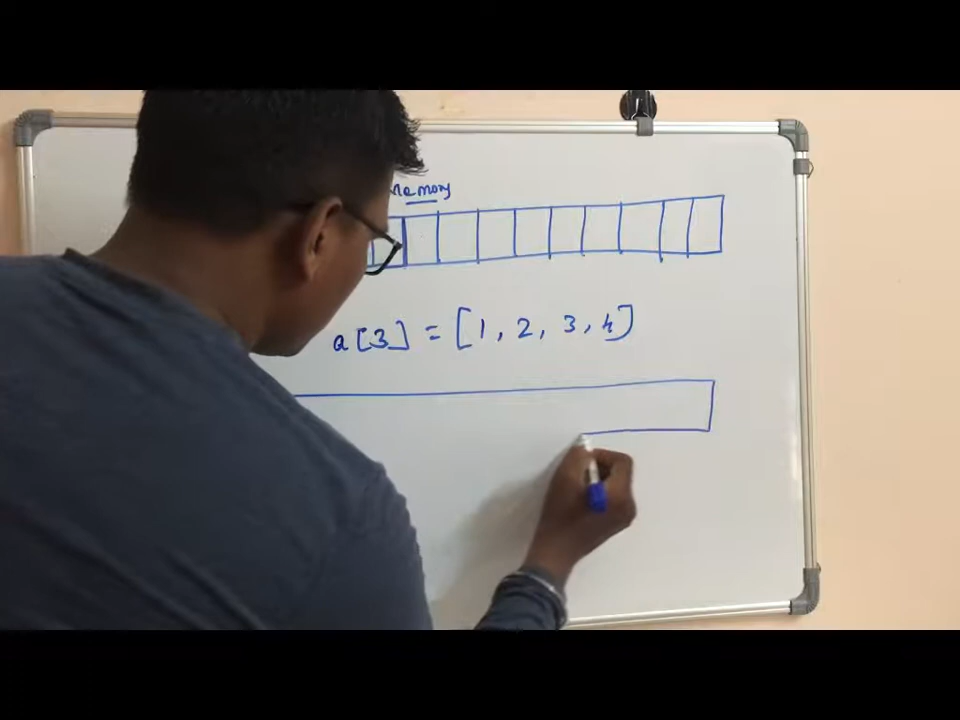 Memory
a[3] = [1, 2, 3, 4]